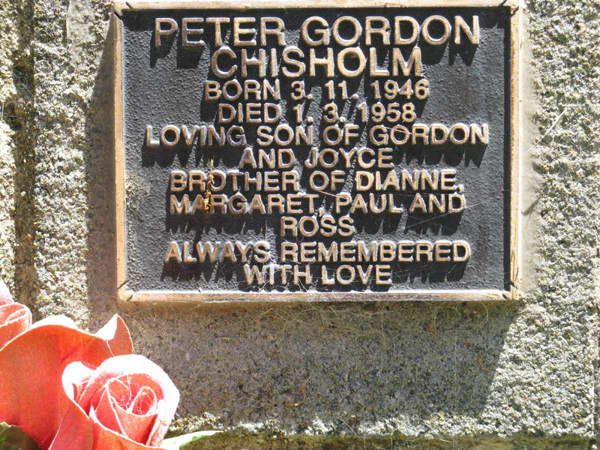 PETER GORDON
CHISHOLM
BORN 3. 11. 1946
DIED 1. 3. 1958
LOVING SON OF GORDON
AND JOYCE
BROTHER OF DIANNE,
MARGARET, PAUL AND
ROSS
ALWAYS REMEMBERED
WITH LOVE